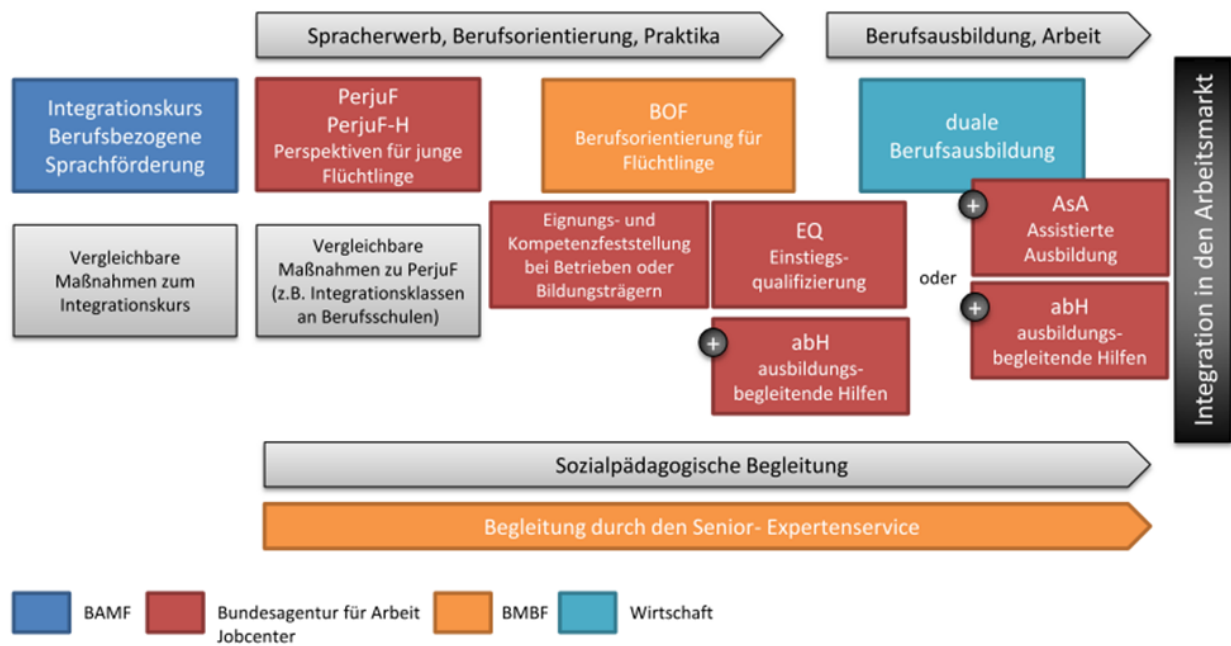 Spracherwerb, Berufsorientierung, Praktika
Berufsausbildung, Arbeit
Integrationskurs
Berufsbezogene
Sprachförderung
PerjuF
PerjuF-H
Perspektiven für junge
Flüchtlinge
BOF
Berufsorientierung für
Flüchtlinge
duale
Berufsausbildung
Integration in den Arbeitsmarkt
Vergleichbare
Maßnahmen zum
Integrationskurs
Vergleichbare
Maßnahmen zu PerjuF
(z.B. Integrationsklassen
an Berufsschulen)
Eignungs- und
Kompetenzfeststellung
bei Betrieben oder
Bildungsträgern
EQ
Einstiegs-
qualifizierung
+
abH
ausbildungs-
begleitende Hilfen
oder
+
AsA
Assistierte
Ausbildung
+
abH
ausbildungs-
begleitende Hilfen
Sozialpädagogische Begleitung
Begleitung durch den Senior- Expertenservice
BAMF
Bundesagentur für Arbeit
Jobcenter
BMBF
Wirtschaft